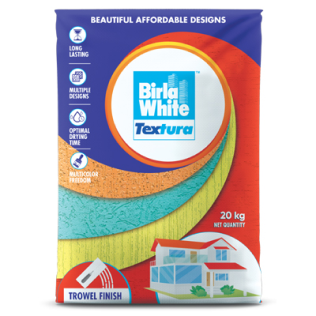 BEAUTIFUL AFFORDABLE DESIGNS
LONG
LASTING
MULTIPLE
DESIGNS
OPTIMAL
DRYING
TIME
MULTICOLOR
FREEDOM
Birla
White
Textura
20 kg
NET QUANTITY
TROWEL FINISH